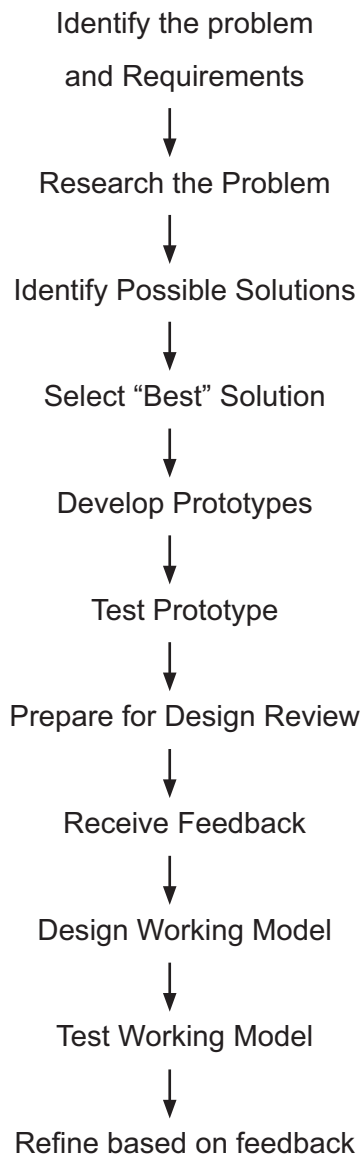 Identify the problem
and Requirements
Research the Problem
Identify Possible Solutions
Select “Best” Solution
Develop Prototypes
Test Prototype
Prepare for Design Review
Receive Feedback
Design Working Model
Test Working Model
Refine based on feedback